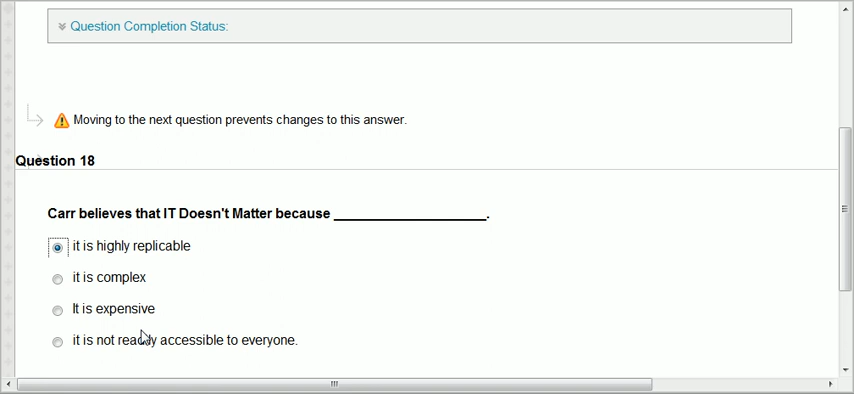 Question Completion Status:
Moving to the next question prevents changes to this answer.
Question 18
Carr believes that IT Doesn't Matter because ____________________.
it is highly replicable
it is complex
It is expensive
it is not readily accessible to everyone.